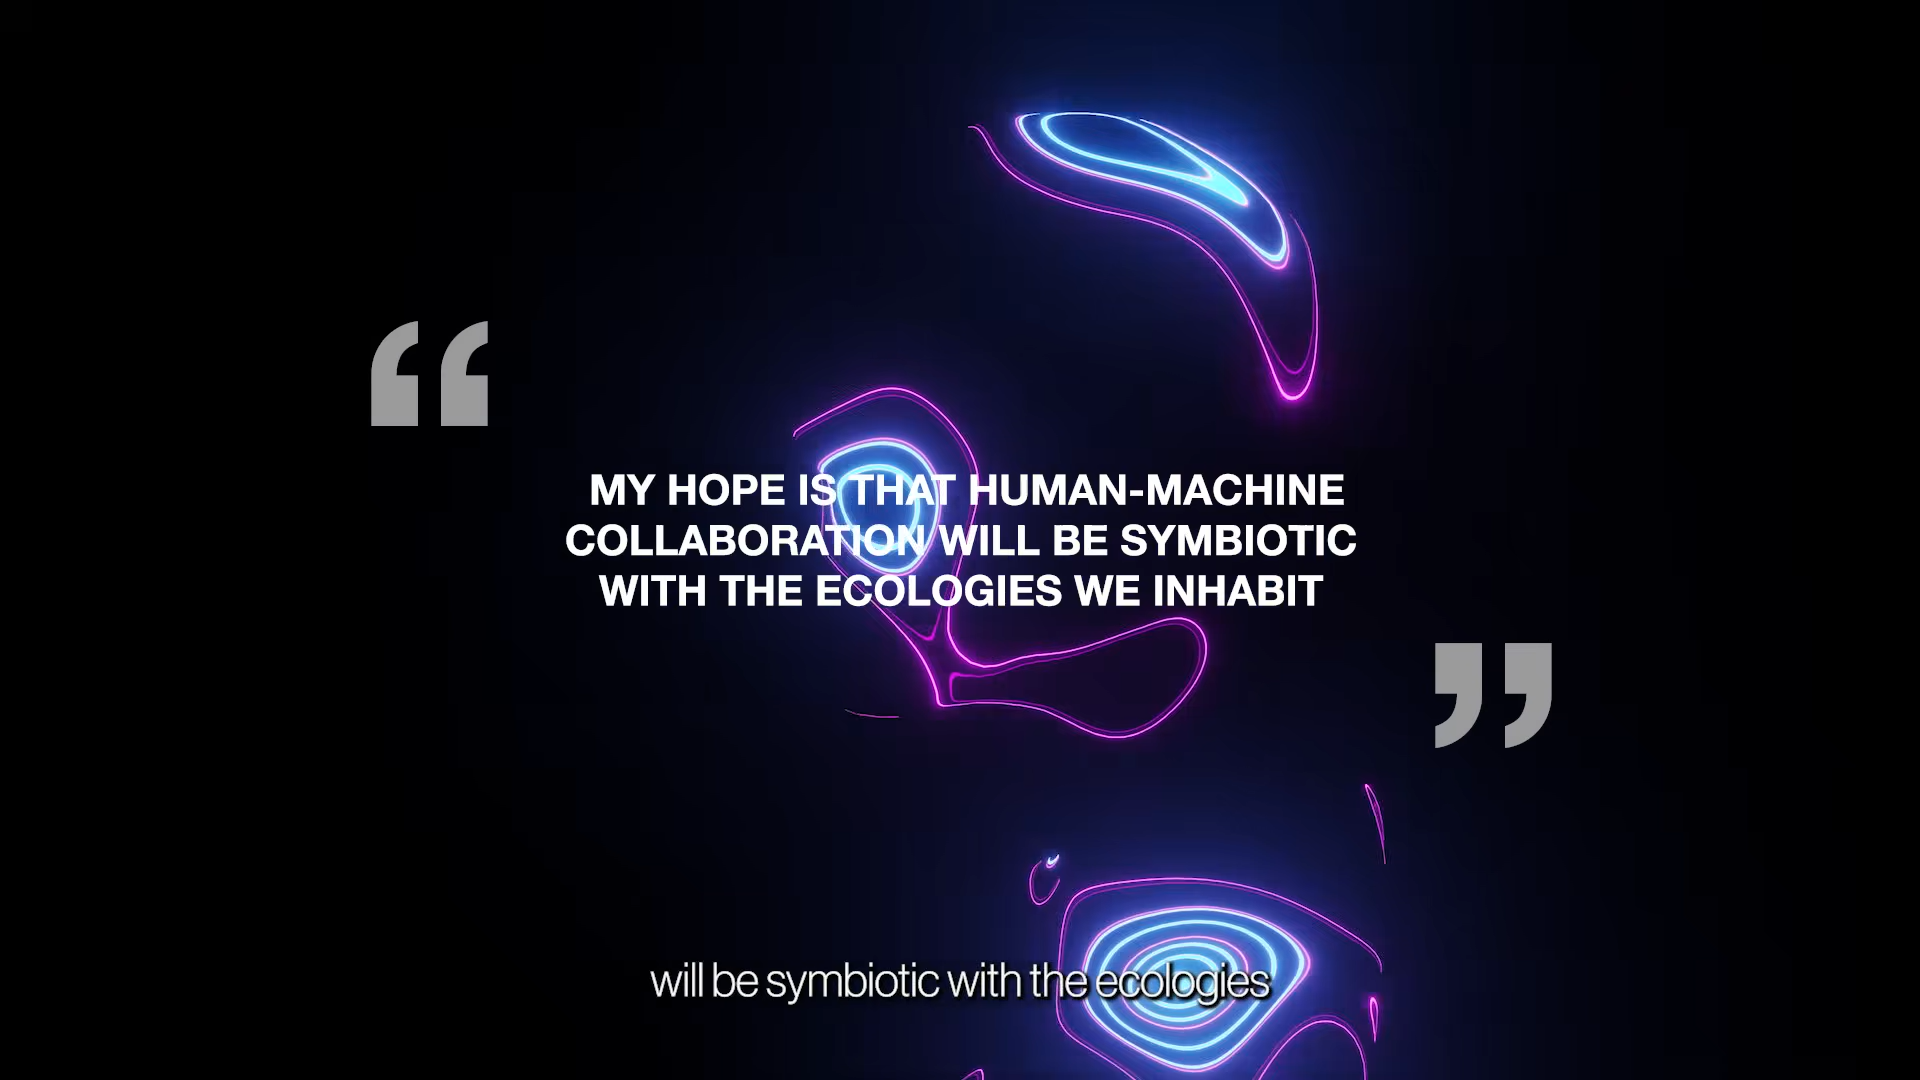 “
MY HOPE IS THAT HUMAN-MACHINE
COLLABORATION WILL BE SYMBIOTIC
WITH THE ECOLOGIES WE INHABIT
”
will be symbiotic with the ecologies